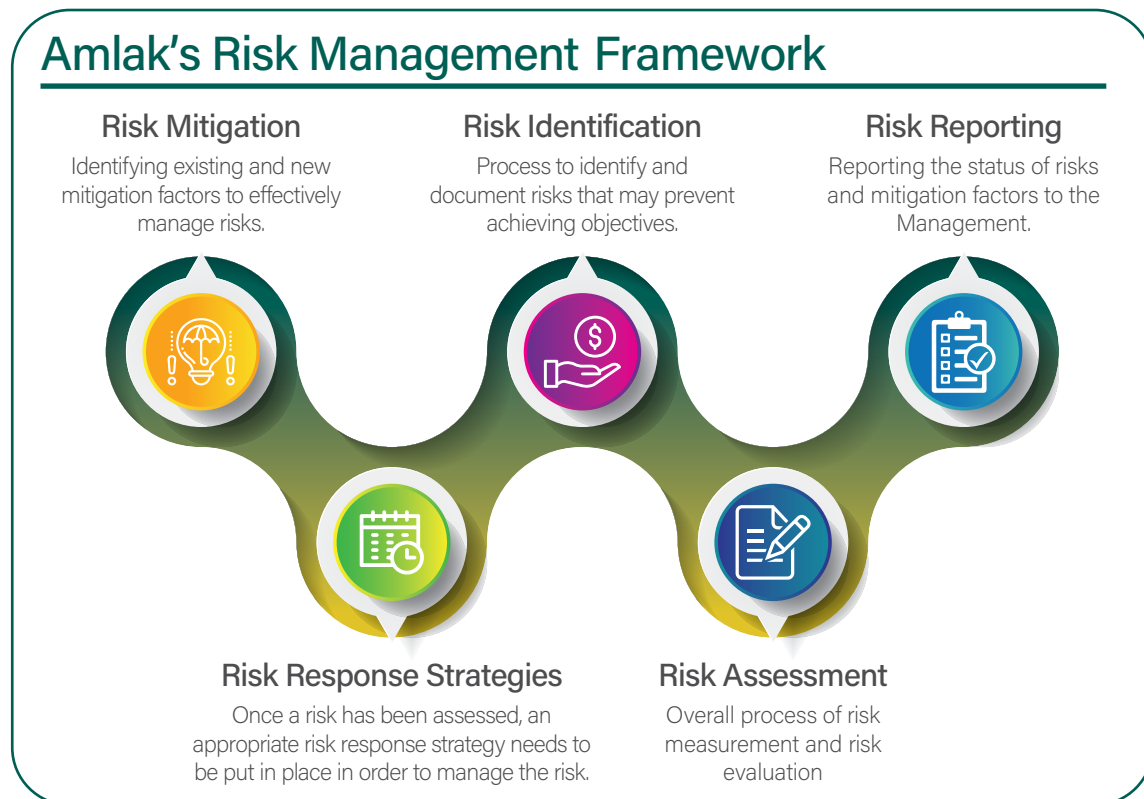 Amlak’s Risk Management Framework
Risk Mitigation
Identifying existing and new
mitigation factors to effectively
manage risks.
Risk Identification
Process to identify and
document risks that may prevent
achieving objectives.
Risk Reporting
Reporting the status of risks
and mitigation factors to the
Management.
$
Risk Response Strategies
Once a risk has been assessed, an
appropriate risk response strategy needs to
be put in place in order to manage the risk.
Risk Assessment
Overall process of risk
measurement and risk
evaluation